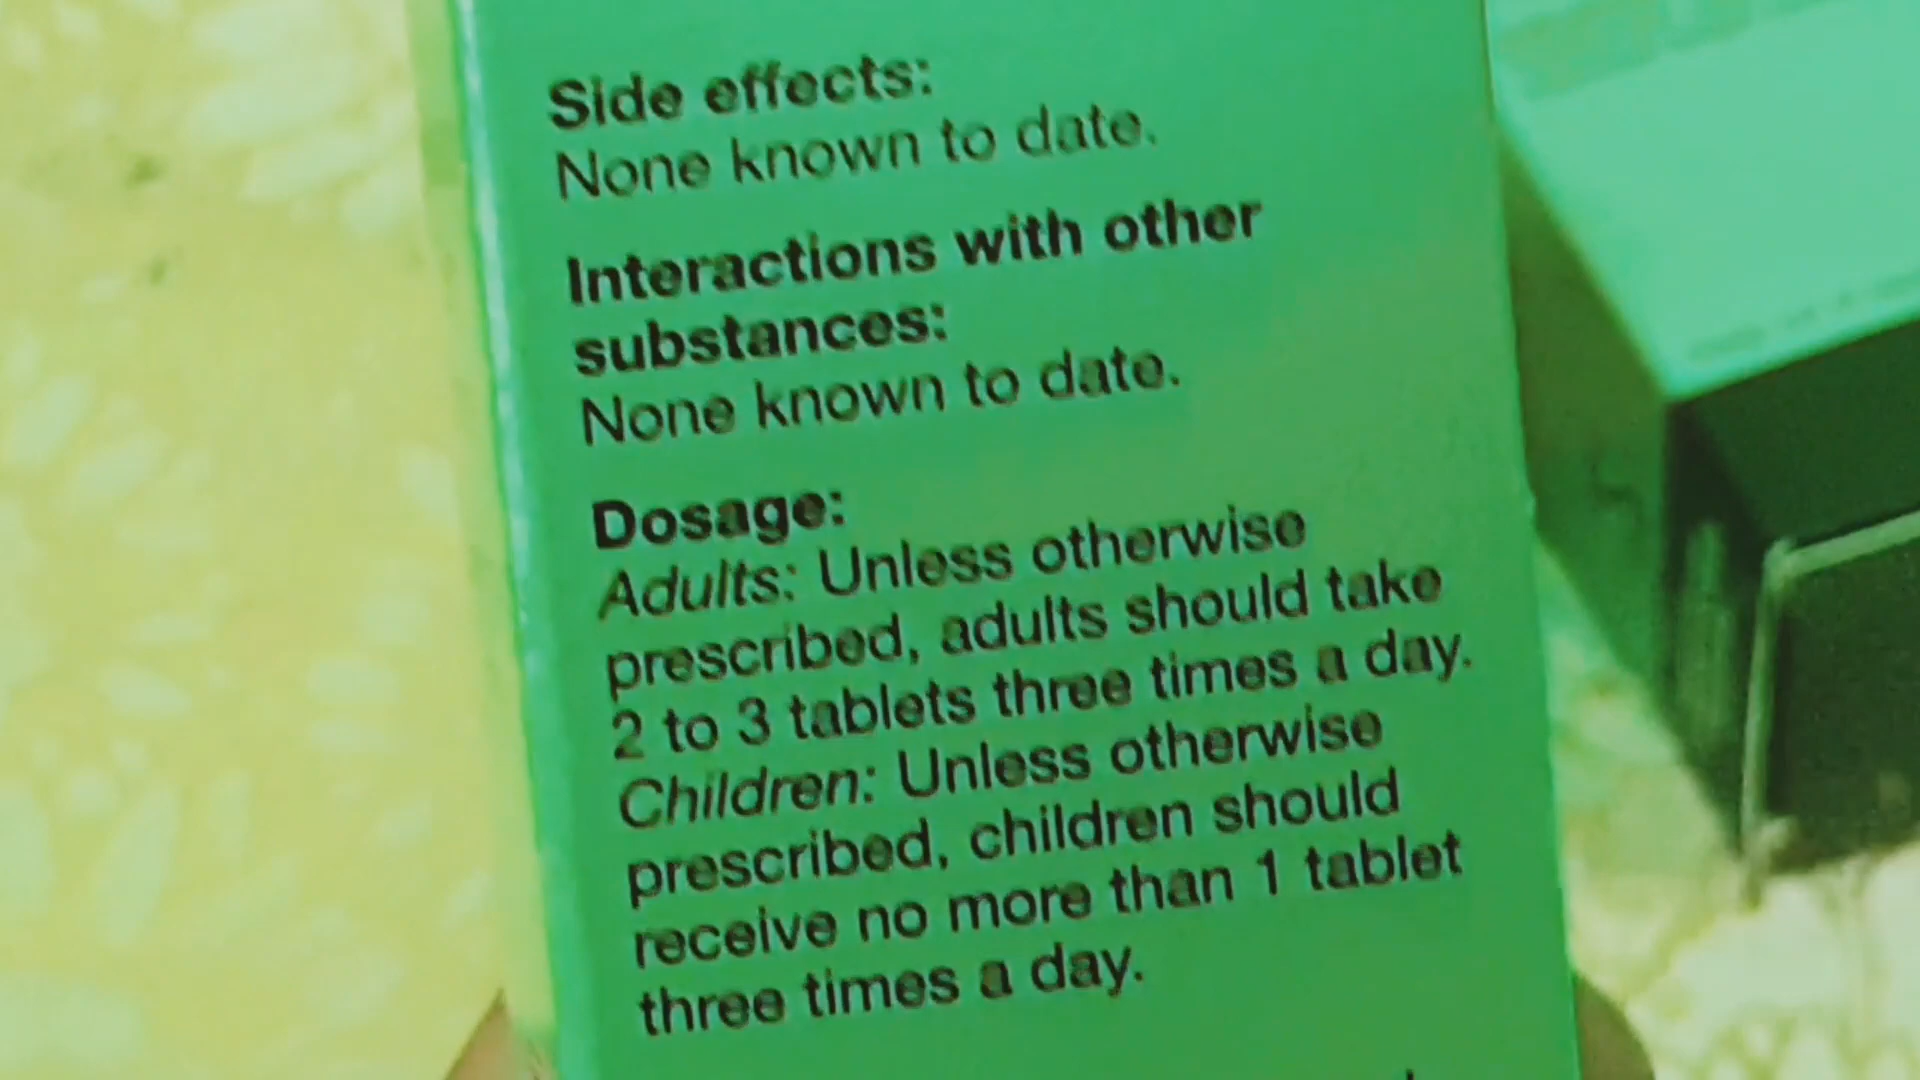 Side effects:
None known to date.
Interactions with other
substances:
None known to date.
Dosage:
Adults: Unless otherwise
prescribed, adults should take
2 to 3 tablets three times a day.
Children: Unless otherwise
prescribed, children should
receive no more than 1 tablet
three times a day.